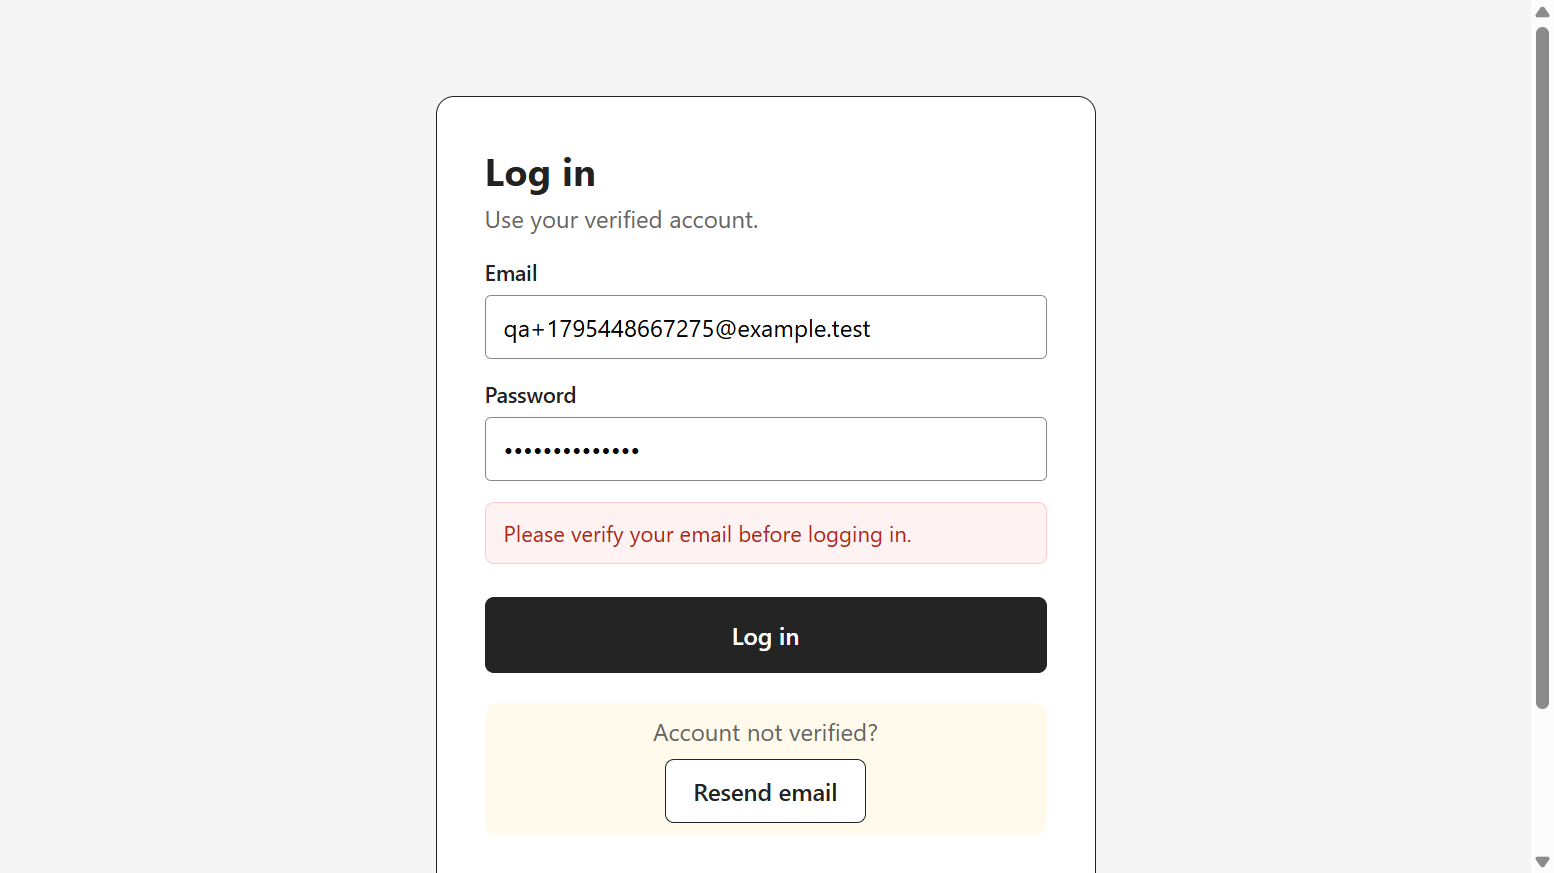 Log in
Use your verified account.
Email
qa+1795448667275@example.test
Password
••••••••••••••
Please verify your email before logging in.
Log in
Account not verified?
Resend email